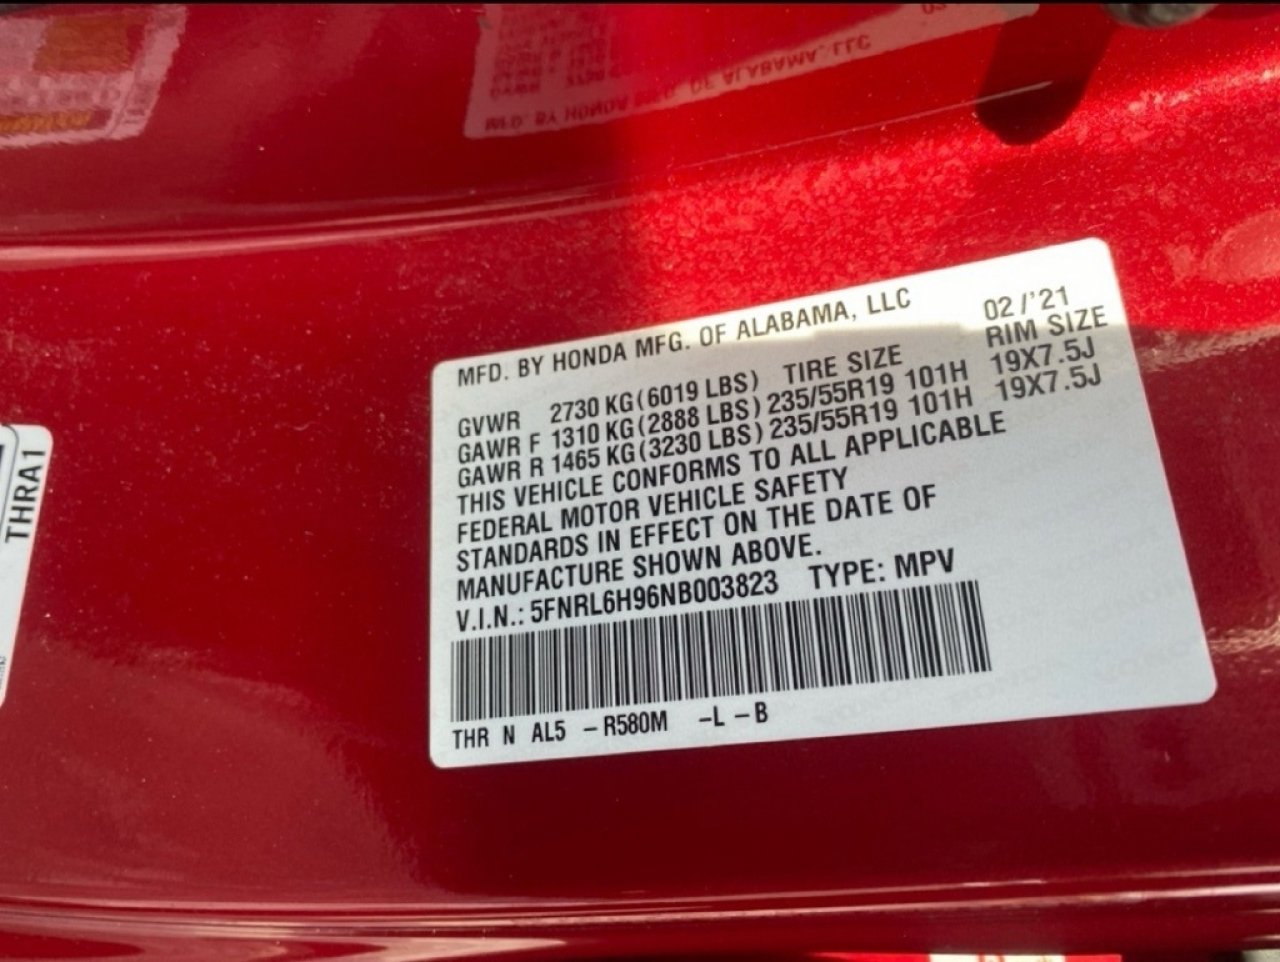 MFD. BY HONDA MFG. OF ALABAMA, LLC 02/'21
GVWR 2730 KG(6019 LBS) TIRE SIZE RIM SIZE
GAWR F 1310 KG(2888 LBS) 235/55R19 101H 19X7.5J
GAWR R 1465 KG(3230 LBS) 235/55R19 101H 19X7.5J
THIS VEHICLE CONFORMS TO ALL APPLICABLE
FEDERAL MOTOR VEHICLE SAFETY
STANDARDS IN EFFECT ON THE DATE OF
MANUFACTURE SHOWN ABOVE.
V.I.N.: 5FNRL6H96NB003823 TYPE: MPV
THR N AL5 -R580M -L -B
THRA1